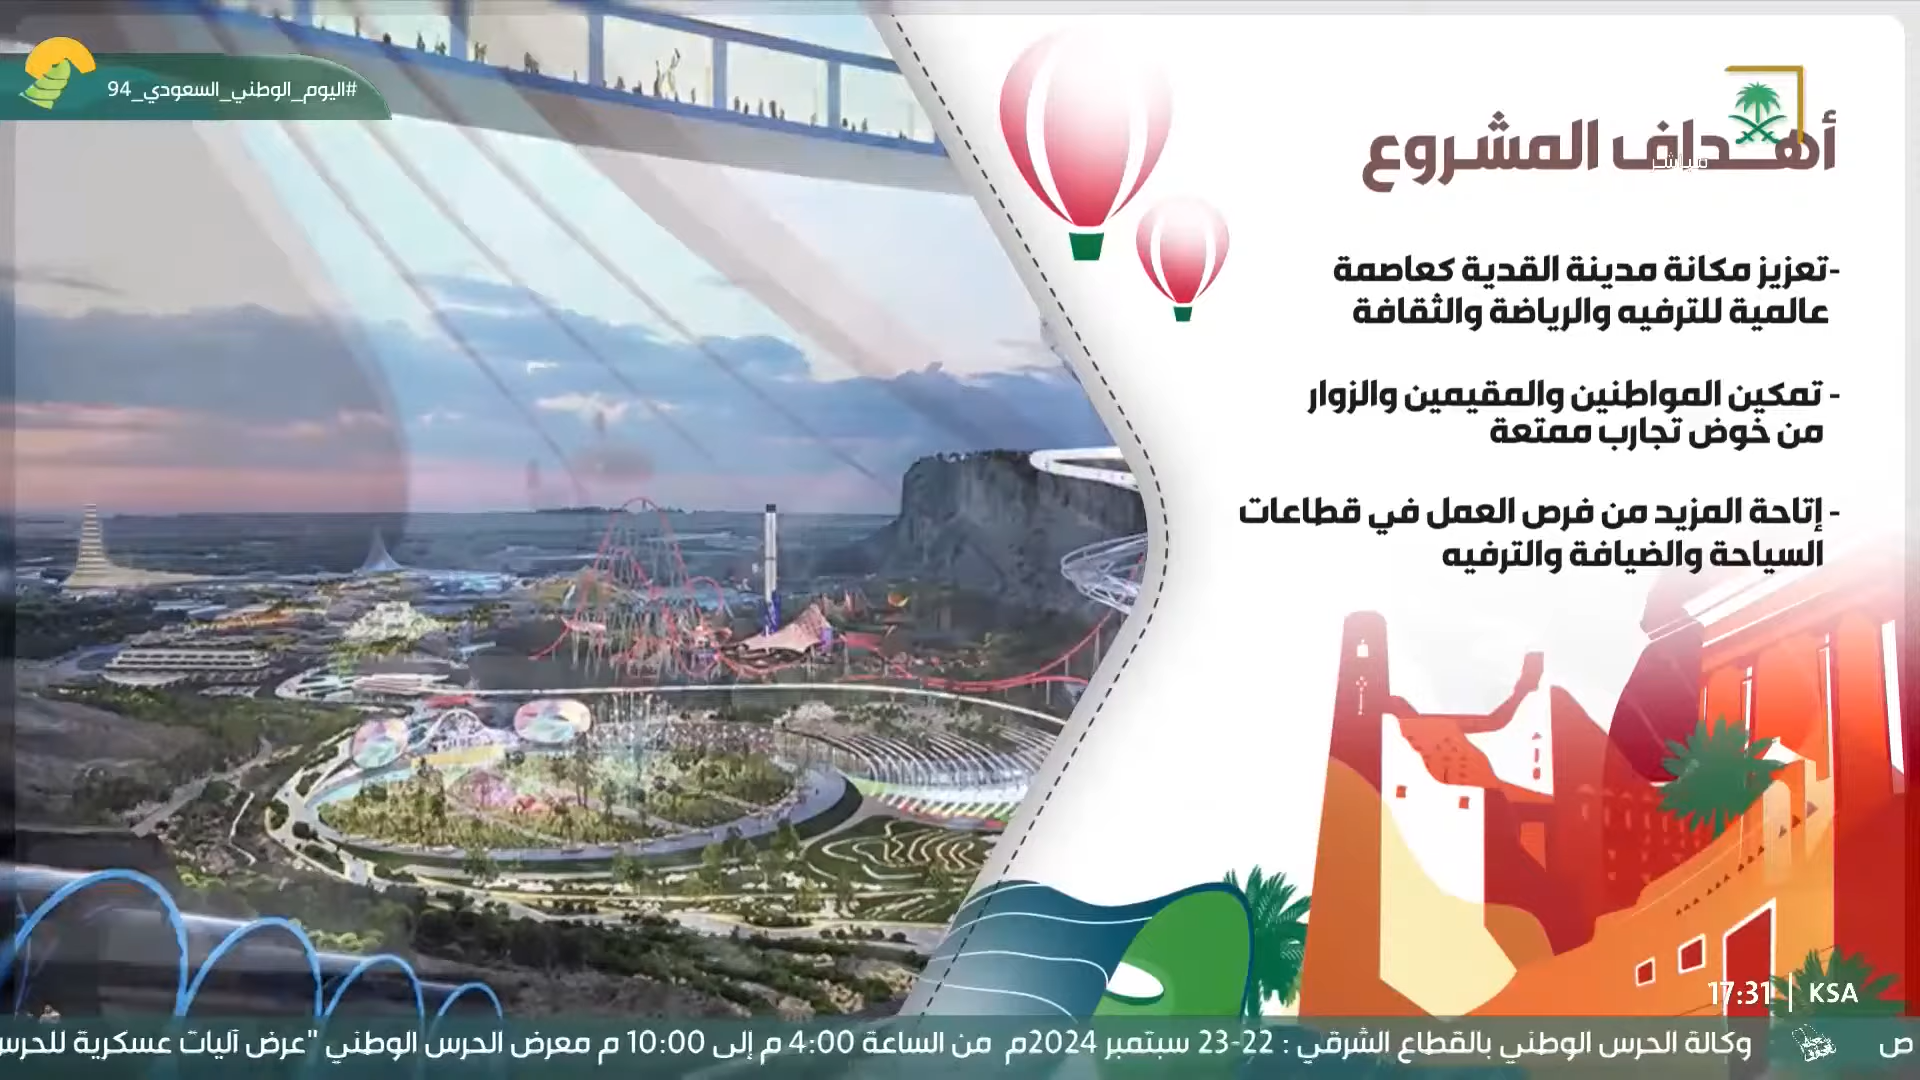 #اليوم_الوطني_السعودي_94
أهـداف المشروع
مباشر
-تعزيز مكانة مدينة القدية كعاصمة
عالمية للترفيه والرياضة والثقافة
- تمكين المواطنين والمقيمين والزوار
من خوض تجارب ممتعة
- إتاحة المزيد من فرص العمل في قطاعات
السياحة والضيافة والترفيه
17:31 | KSA
ص وكالة الحرس الوطني بالقطاع الشرقي : 22-23 سبتمبر 2024م من الساعة 4:00 م إلى 10:00 م معرض الحرس الوطني "عرض آليات عسكرية للحرس